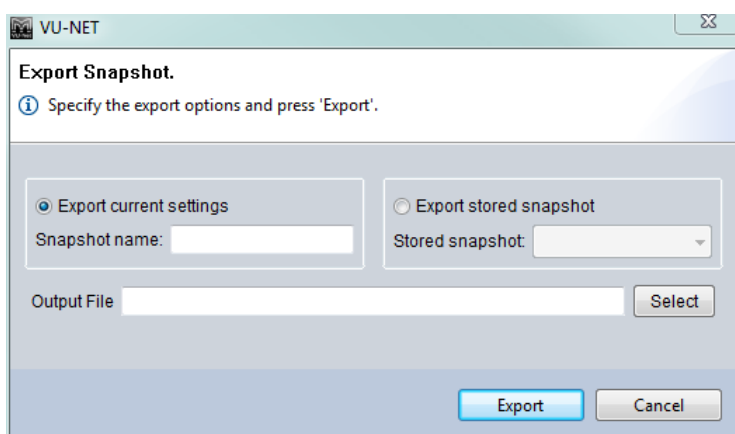 VU-NET
Export Snapshot.
Specify the export options and press 'Export'.
Export current settings
Snapshot name:
Export stored snapshot
Stored snapshot:
Output File
Select
Export
Cancel